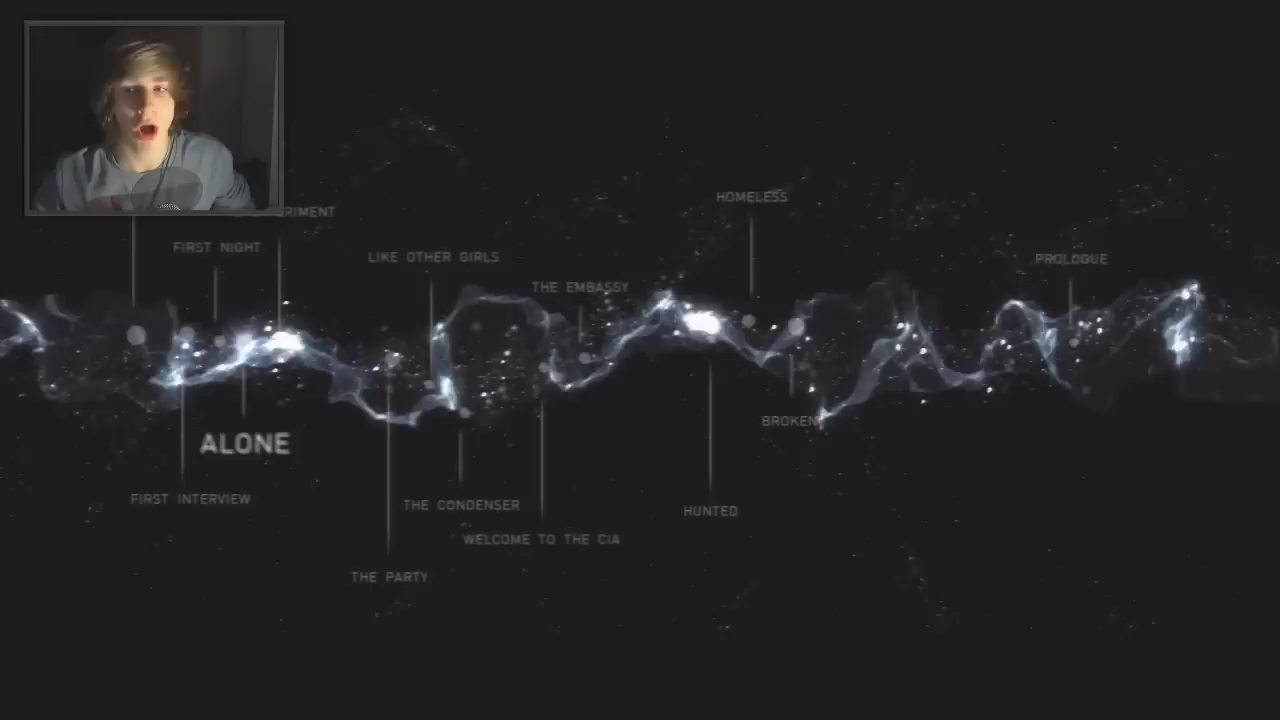 HOMELESS
RIMENT
FIRST NIGHT
LIKE OTHER GIRLS
PROLOGUE
THE EMBASSY
BROKEN
ALONE
FIRST INTERVIEW
THE CONDENSER
HUNTED
WELCOME TO THE CIA
THE PARTY